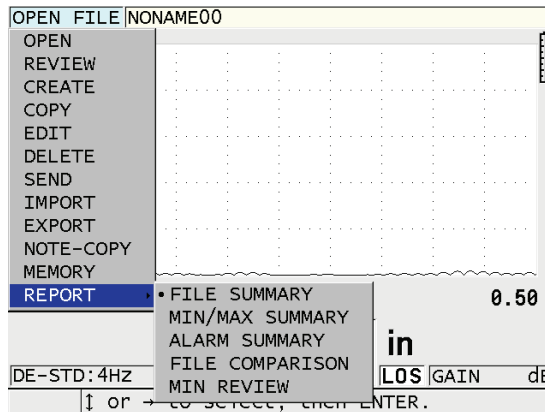 OPEN FILE NONAME00
OPEN
REVIEW
CREATE
COPY
EDIT
DELETE
SEND
IMPORT
EXPORT
NOTE-COPY
MEMORY
REPORT
• FILE SUMMARY
MIN/MAX SUMMARY
ALARM SUMMARY
FILE COMPARISON
MIN REVIEW
0.50
in
DE-STD:4Hz LOS GAIN dB
↕ or → to select, then ENTER.